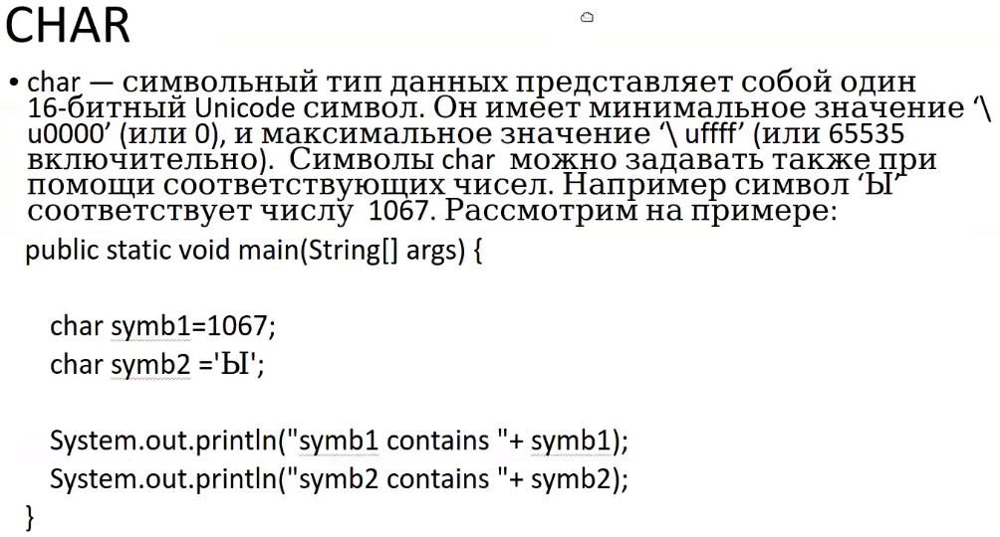 CHAR
• char — символьный тип данных представляет собой один
16-битный Unicode символ. Он имеет минимальное значение ‘\
u0000’ (или 0), и максимальное значение ‘\ uffff’ (или 65535
включительно). Символы char можно задавать также при
помощи соответствующих чисел. Например символ ‘Ы’
соответствует числу 1067. Рассмотрим на примере:
public static void main(String[] args) {
char symb1=1067;
char symb2 ='Ы';
System.out.println("symb1 contains "+ symb1);
System.out.println("symb2 contains "+ symb2);
}